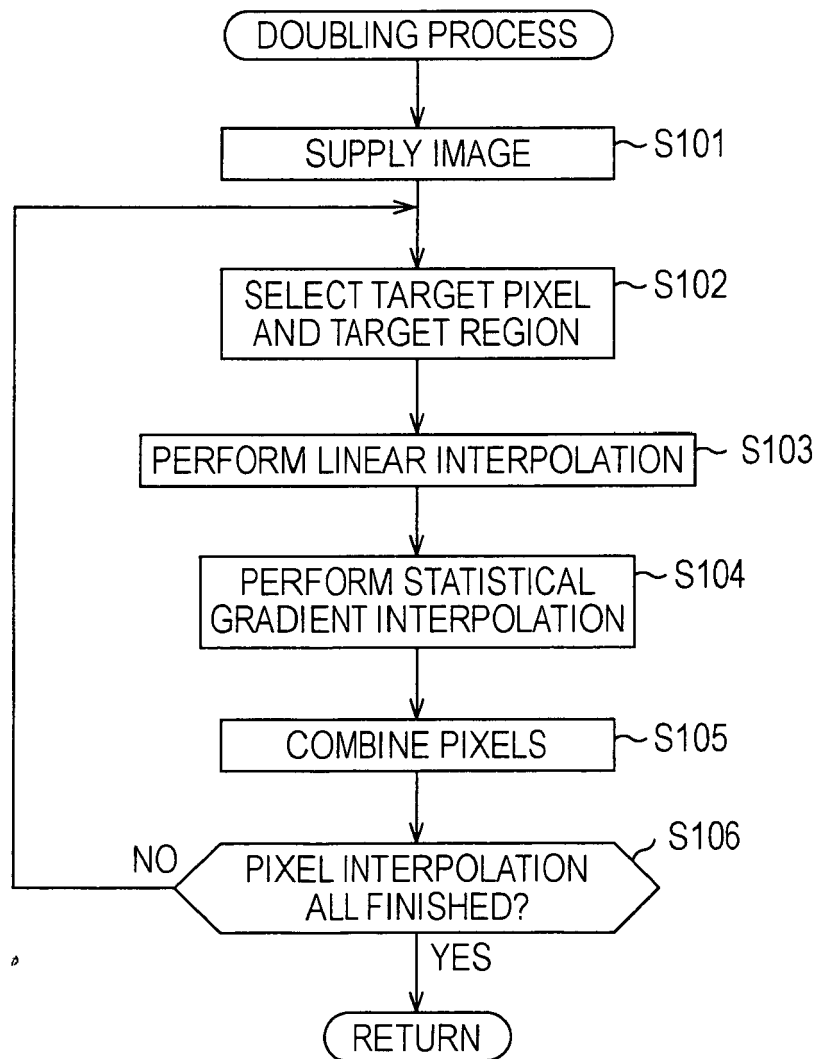 DOUBLING PROCESS
SUPPLY IMAGE
S101
SELECT TARGET PIXEL
AND TARGET REGION
S102
PERFORM LINEAR INTERPOLATION
S103
PERFORM STATISTICAL
GRADIENT INTERPOLATION
S104
COMBINE PIXELS
S105
PIXEL INTERPOLATION
ALL FINISHED?
S106
NO
YES
RETURN